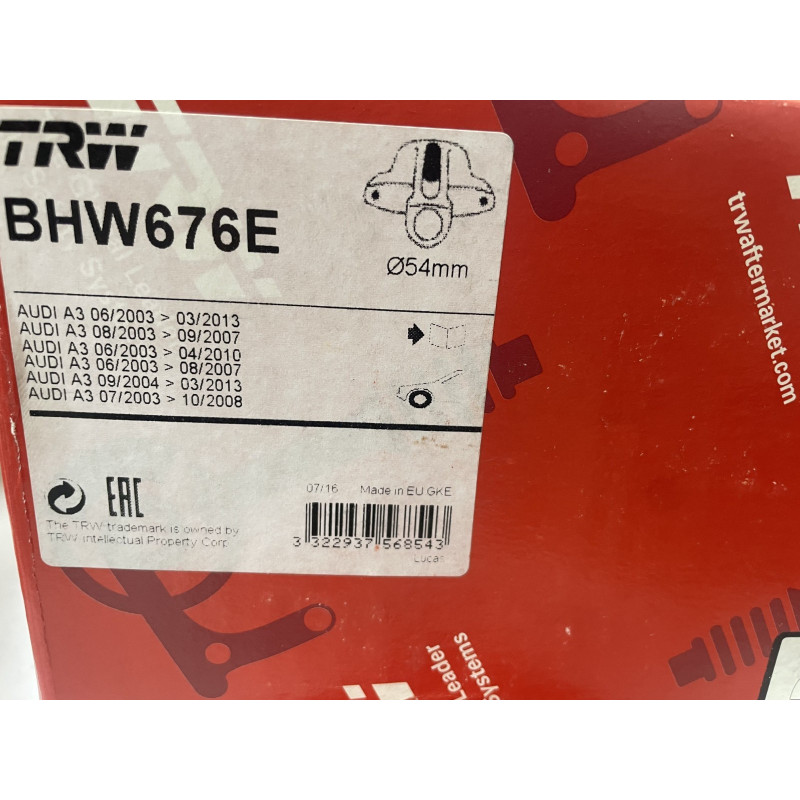 TRW
BHW676E
Ø54mm
AUDI A3 06/2003 > 03/2013
AUDI A3 08/2003 > 09/2007
AUDI A3 06/2003 > 04/2010
AUDI A3 06/2003 > 08/2007
AUDI A3 09/2004 > 03/2013
AUDI A3 07/2003 > 10/2008
EAC
07/16 Made in EU GKE
The TRW trademark is owned by
TRW Intellectual Property Corp
3 322937 568543
Lucas
trwaftermarket.com
Leader
Systems
TRW